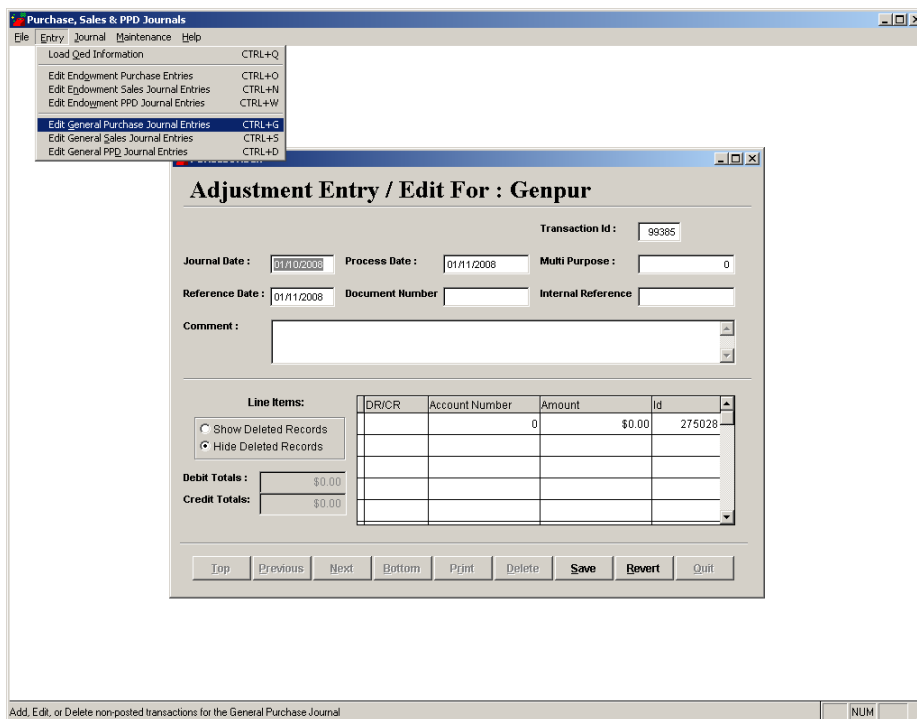 Purchase, Sales & PPD Journals
File Entry Journal Maintenance Help
Load Qed Information CTRL+Q
Edit Endowment Purchase Entries CTRL+O
Edit Endowment Sales Journal Entries CTRL+N
Edit Endowment PPD Journal Entries CTRL+W
Edit General Purchase Journal Entries CTRL+G
Edit General Sales Journal Entries CTRL+S
Edit General PPD Journal Entries CTRL+D
Adjustment Entry / Edit For : Genpur
Transaction Id : 99385
Journal Date : 01/10/2008 Process Date : 01/11/2008 Multi Purpose : 0
Reference Date : 01/11/2008 Document Number Internal Reference
Comment :
Line Items:
Show Deleted Records
Hide Deleted Records
Debit Totals : $0.00
Credit Totals: $0.00
DR/CR Account Number Amount Id
0 $0.00 275028
Top Previous Next Bottom Print Delete Save Revert Quit
Add, Edit, or Delete non-posted transactions for the General Purchase Journal NUM